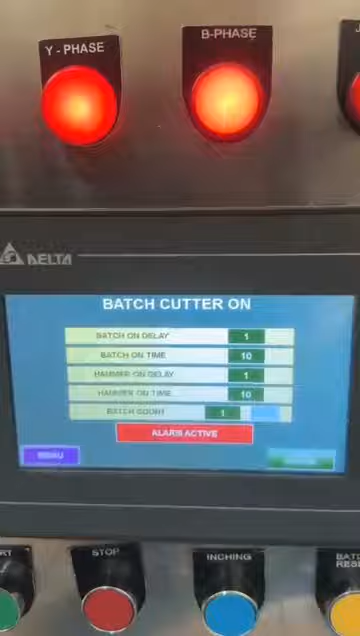 Y - PHASE
B-PHASE
DELTA
BATCH CUTTER ON
BATCH ON DELAY 1
BATCH ON TIME 10
HAMMER ON DELAY 1
HAMMER ON TIME 10
BATCH COUNT 1
ALARM ACTIVE
MENU
STOP
INCHING